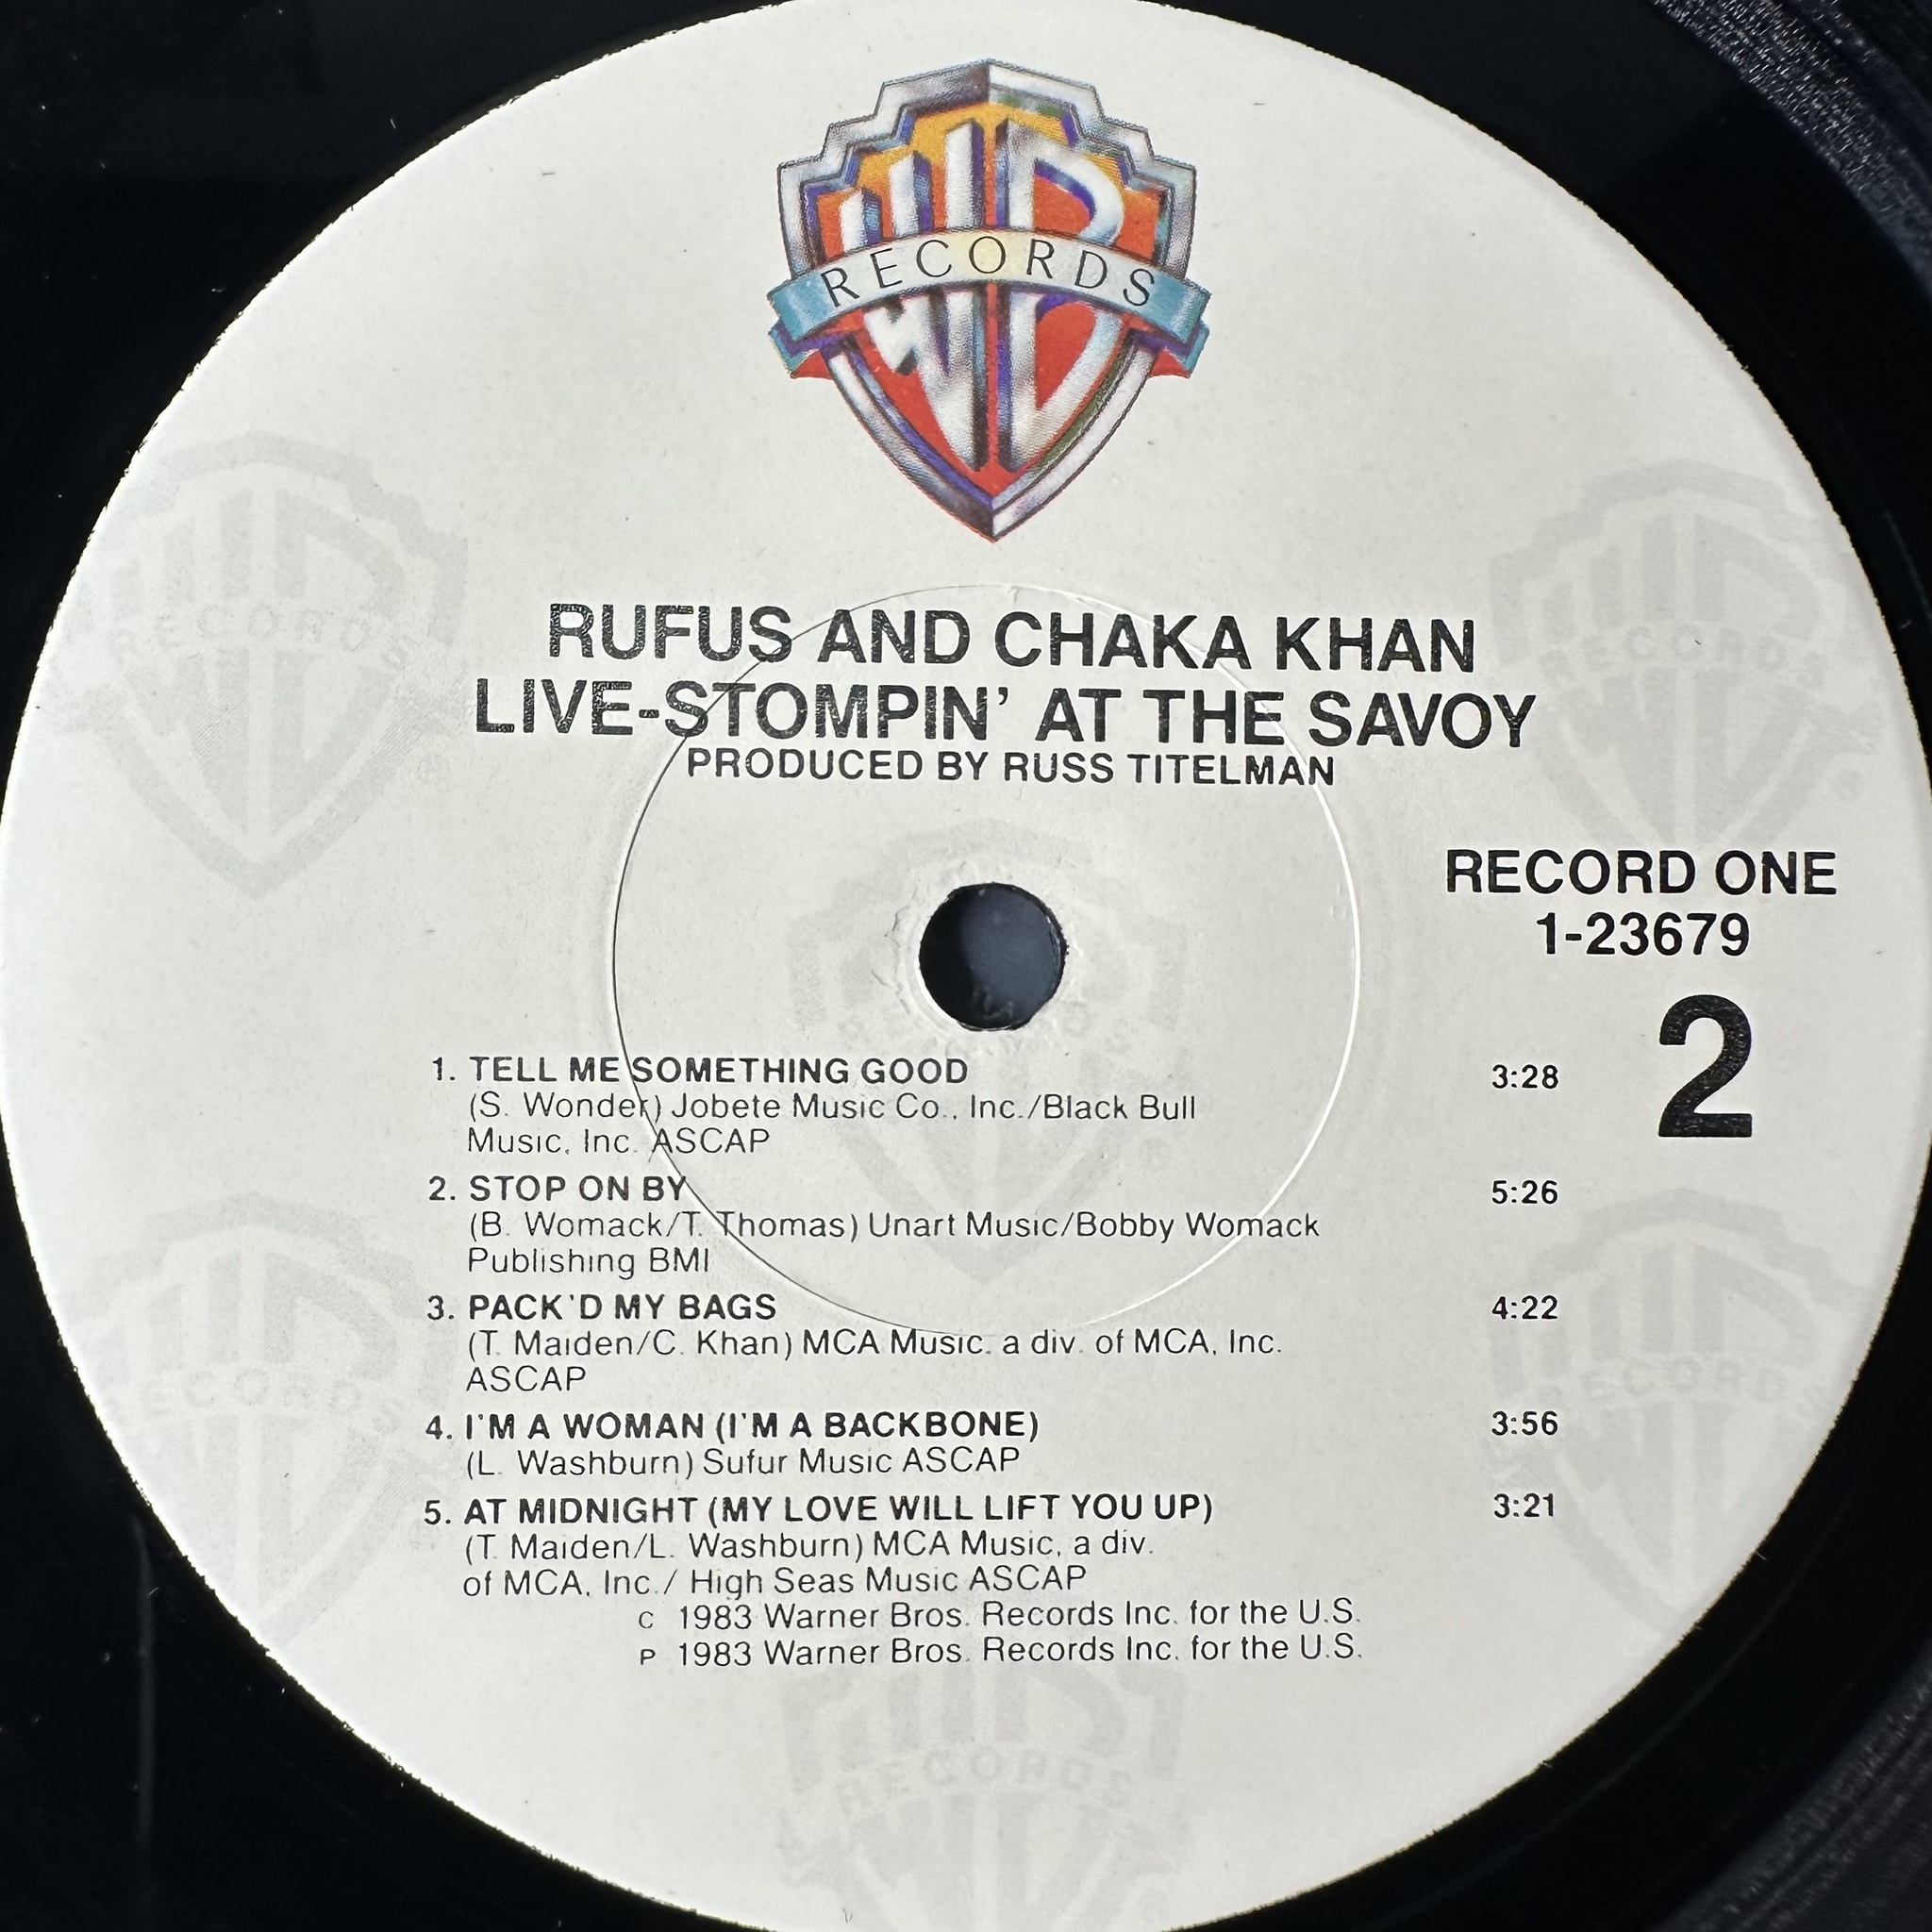 WB
RECORDS
RUFUS AND CHAKA KHAN
LIVE-STOMPIN' AT THE SAVOY
PRODUCED BY RUSS TITELMAN
RECORD ONE
1-23679
2
1. TELL ME SOMETHING GOOD 3:28
(S. Wonder) Jobete Music Co., Inc./Black Bull
Music, Inc. ASCAP
2. STOP ON BY 5:26
(B. Womack/T. Thomas) Unart Music/Bobby Womack
Publishing BMI
3. PACK'D MY BAGS 4:22
(T. Maiden/C. Khan) MCA Music, a div. of MCA, Inc.
ASCAP
4. I'M A WOMAN (I'M A BACKBONE) 3:56
(L. Washburn) Sufur Music ASCAP
5. AT MIDNIGHT (MY LOVE WILL LIFT YOU UP) 3:21
(T. Maiden/L. Washburn) MCA Music, a div.
of MCA, Inc./ High Seas Music ASCAP
C 1983 Warner Bros. Records Inc. for the U.S.
P 1983 Warner Bros. Records Inc. for the U.S.